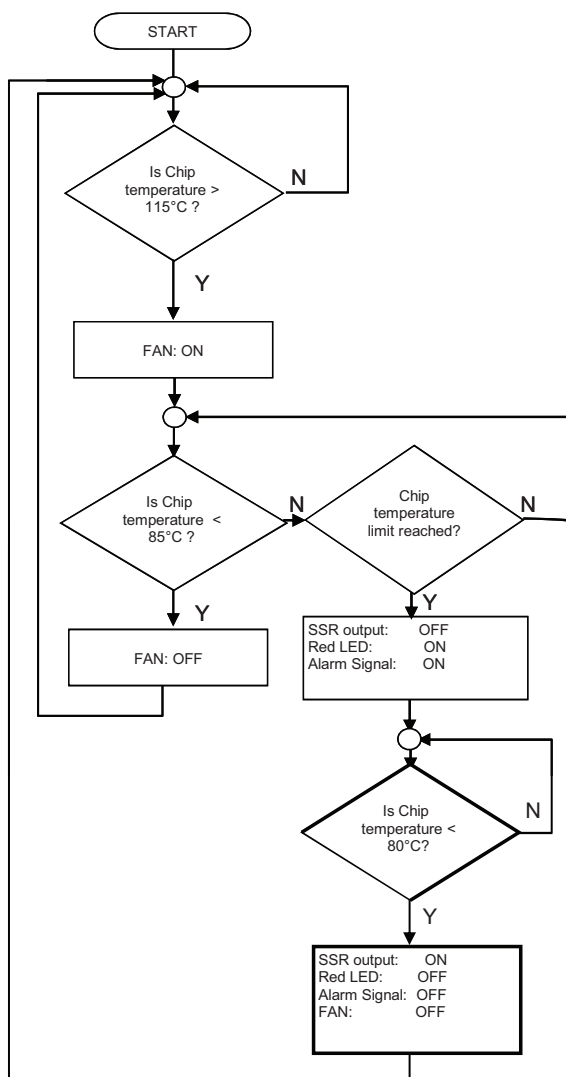 START
Is Chip
temperature >
115°C ?
N
Y
FAN: ON
Is Chip
temperature <
85°C ?
N
Y
FAN: OFF
Chip
temperature
limit reached?
N
Y
SSR output: OFF
Red LED: ON
Alarm Signal: ON
Is Chip
temperature <
80°C?
N
Y
SSR output: ON
Red LED: OFF
Alarm Signal: OFF
FAN: OFF